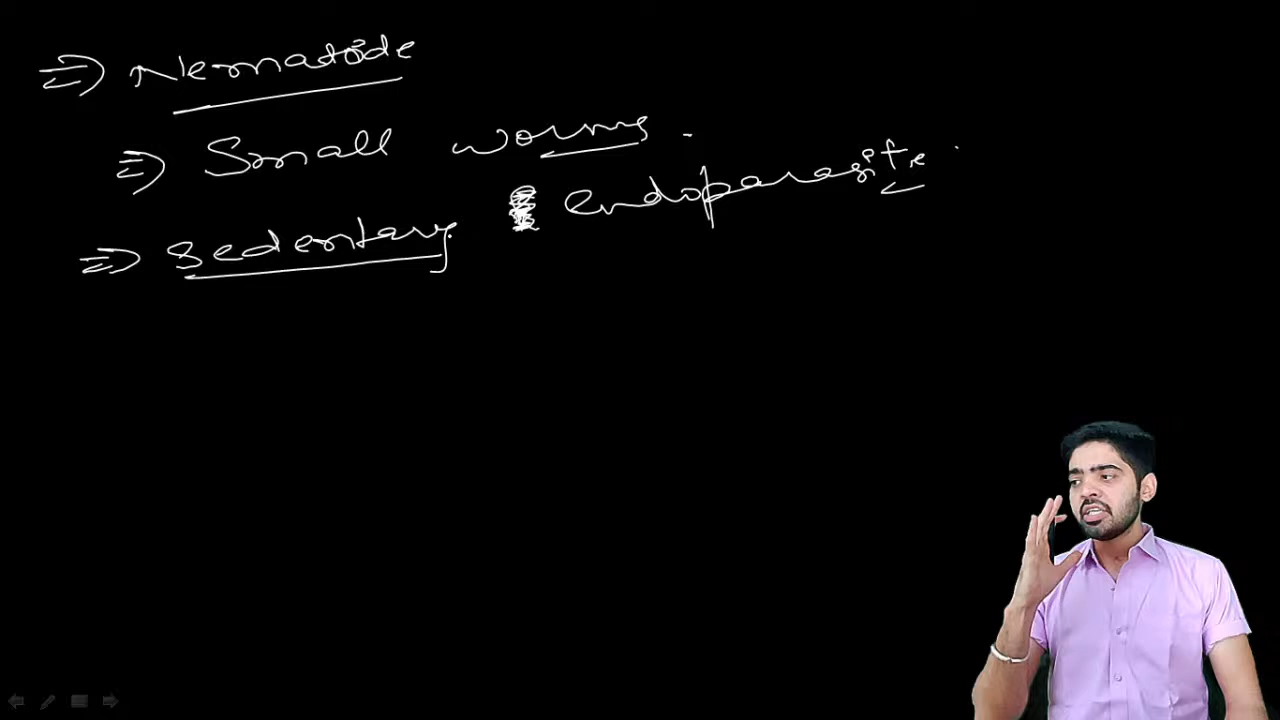 ⇒ Nematode
⇒ Small worms.
⇒ Sedentary endoparasite.